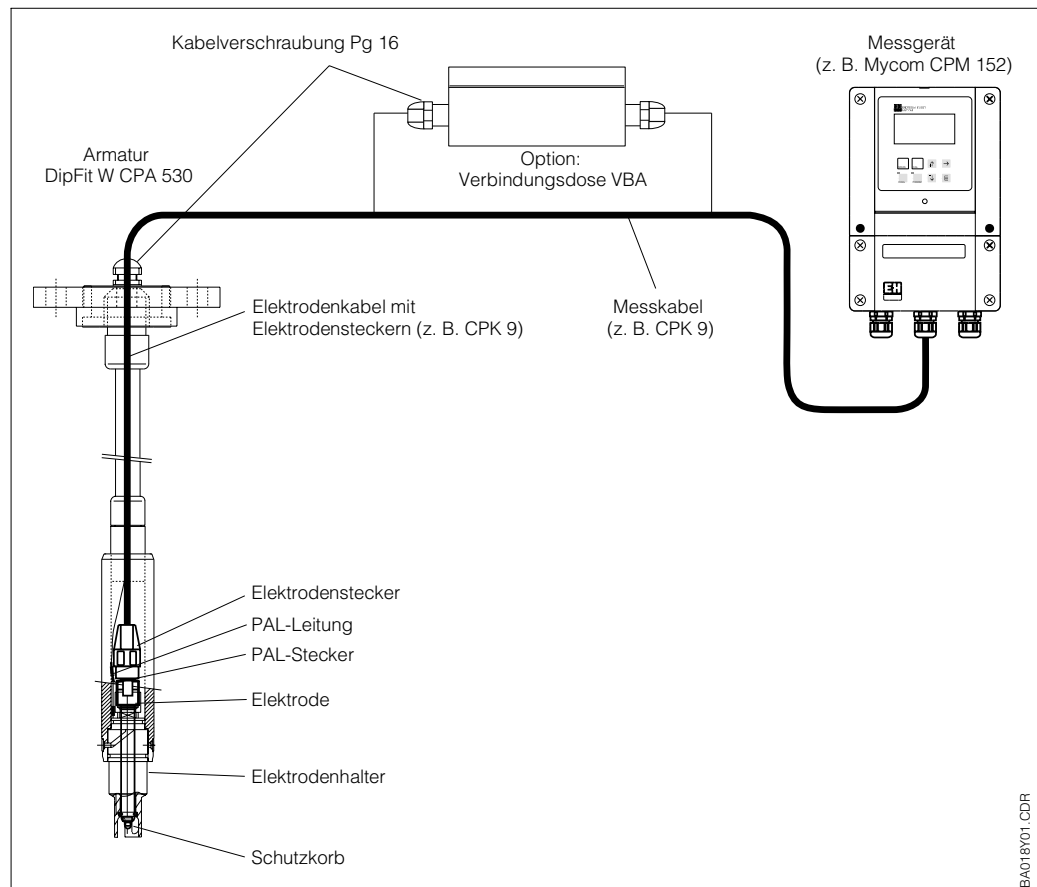 Kabelverschraubung Pg 16
Messgerät
(z. B. Mycom CPM 152)
Armatur
DipFit W CPA 530
Option:
Verbindungsdose VBA
Elektrodenkabel mit
Elektrodensteckern (z. B. CPK 9)
Messkabel
(z. B. CPK 9)
Elektrodenstecker
PAL-Leitung
PAL-Stecker
Elektrode
Elektrodenhalter
Schutzkorb
BA018Y01.CDR